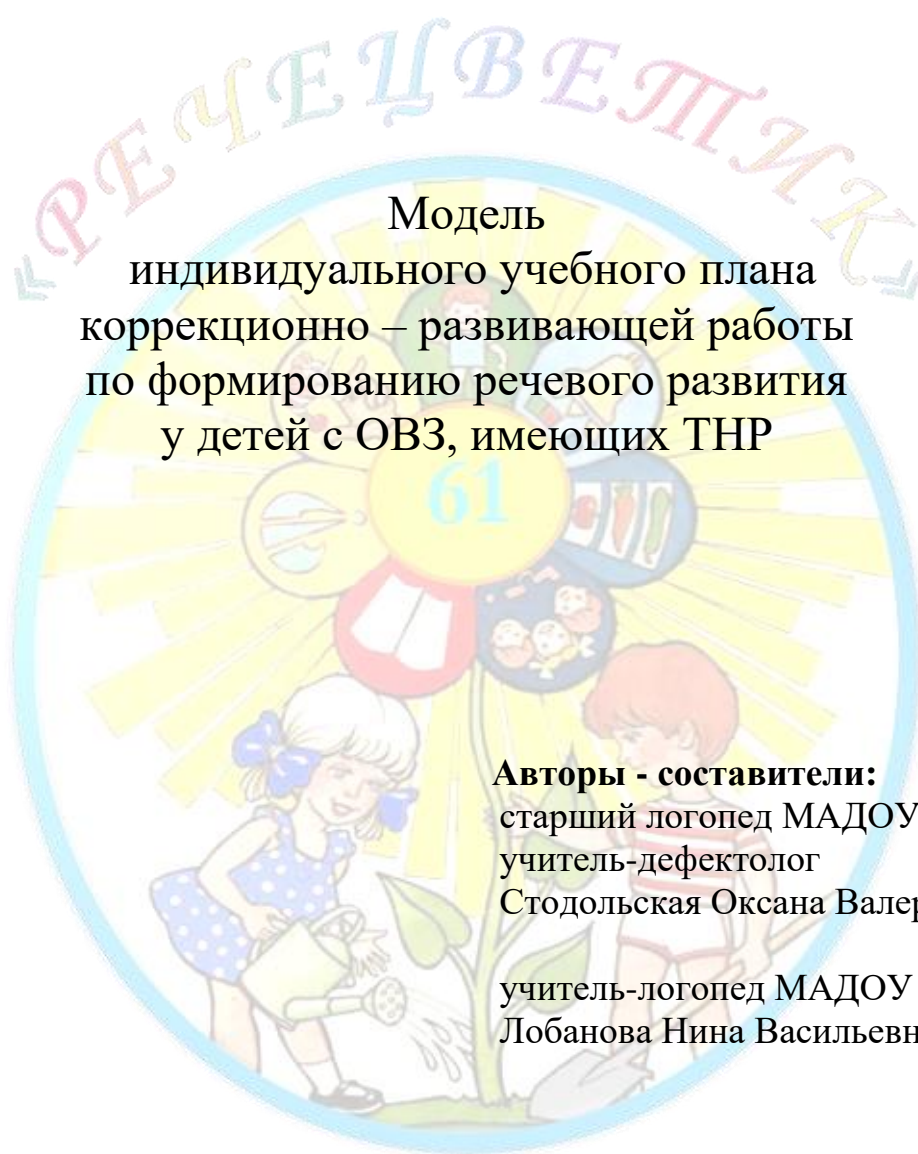 «РЕЧЕЦВЕТИК»
Модель
индивидуального учебного плана
коррекционно – развивающей работы
по формированию речевого развития
у детей с ОВЗ, имеющих ТНР
61
Авторы - составители:
старший логопед МАДОУ
учитель-дефектолог
Стодольская Оксана
учитель-логопед МАДОУ
Лобанова Нина